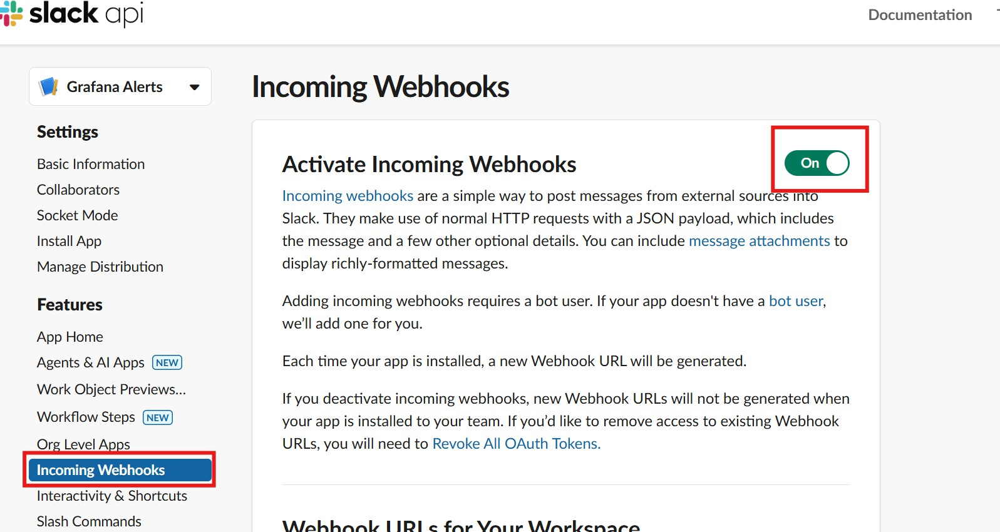 slack api
Documentation
Grafana Alerts
Incoming Webhooks
Settings
Basic Information
Collaborators
Socket Mode
Install App
Manage Distribution
Features
App Home
Agents & AI Apps NEW
Work Object Previews...
Workflow Steps NEW
Org Level Apps
Incoming Webhooks
Interactivity & Shortcuts
Slash Commands
Activate Incoming Webhooks
On
Incoming webhooks are a simple way to post messages from external sources into
Slack. They make use of normal HTTP requests with a JSON payload, which includes
the message and a few other optional details. You can include message attachments to
display richly-formatted messages.
Adding incoming webhooks requires a bot user. If your app doesn't have a bot user,
we’ll add one for you.
Each time your app is installed, a new Webhook URL will be generated.
If you deactivate incoming webhooks, new Webhook URLs will not be generated when
your app is installed to your team. If you’d like to remove access to existing Webhook
URLs, you will need to Revoke All OAuth Tokens.
Webhook URLs for Your Workspace